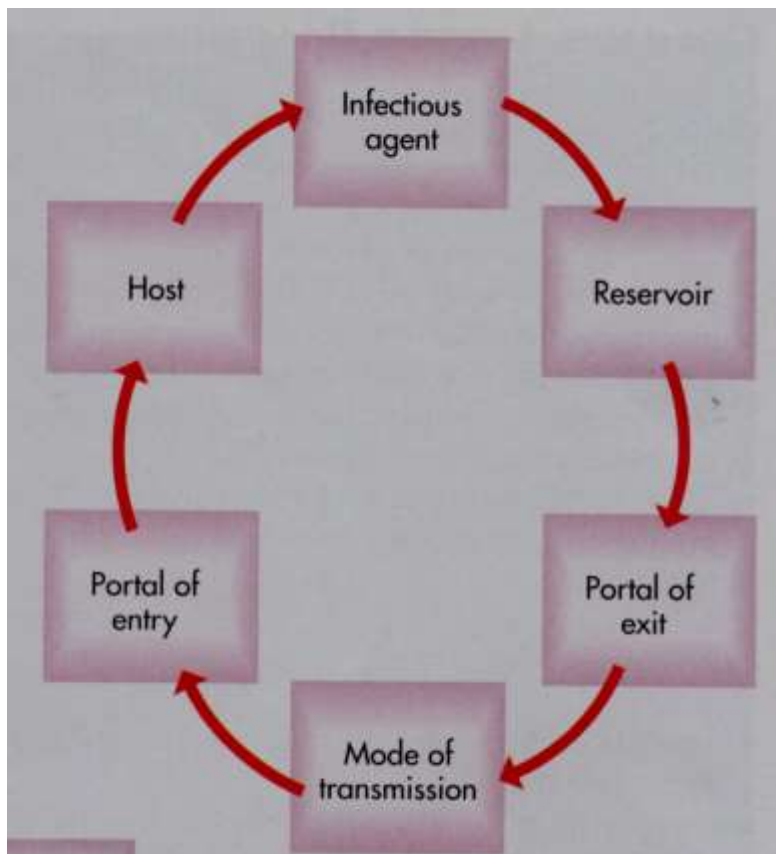 Infectious
agent
Reservoir
Portal of
exit
Mode of
transmission
Portal of
entry
Host